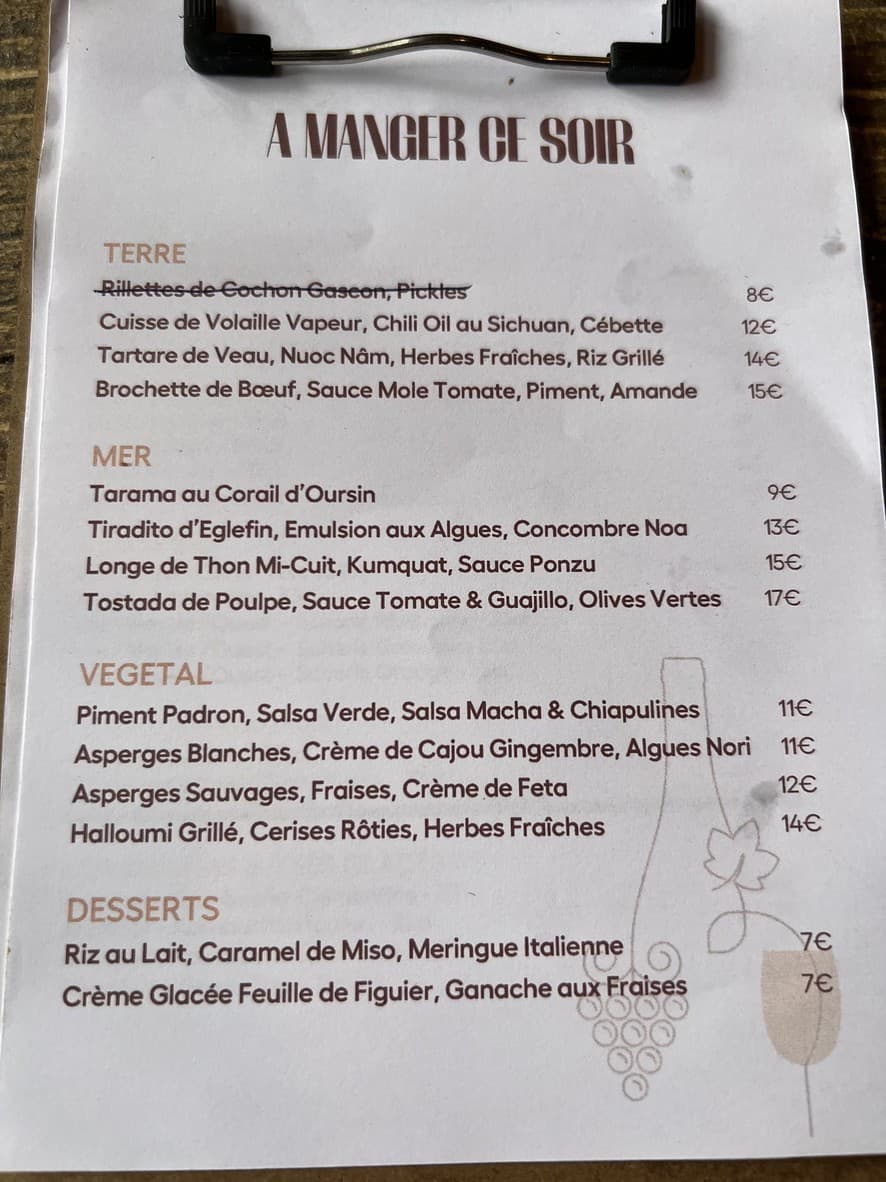 A MANGER CE SOIR
TERRE
Rillettes de Cochon Gascon, Pickles 8€
Cuisse de Volaille Vapeur, Chili Oil au Sichuan, Cébette 12€
Tartare de Veau, Nuoc Nâm, Herbes Fraîches, Riz Grillé 14€
Brochette de Bœuf, Sauce Mole Tomate, Piment, Amande 15€
MER
Tarama au Corail d'Oursin 9€
Tiradito d'Eglefin, Emulsion aux Algues, Concombre Noa 13€
Longe de Thon Mi-Cuit, Kumquat, Sauce Ponzu 15€
Tostada de Poulpe, Sauce Tomate & Guajillo, Olives Vertes 17€
VEGETAL
Piment Padron, Salsa Verde, Salsa Macha & Chiapulines 11€
Asperges Blanches, Crème de Cajou Gingembre, Algues Nori 11€
Asperges Sauvages, Fraises, Crème de Feta 12€
Halloumi Grillé, Cerises Rôties, Herbes Fraîches 14€
DESSERTS
Riz au Lait, Caramel de Miso, Meringue Italienne 7€
Crème Glacée Feuille de Figuier, Ganache aux Fraises 7€